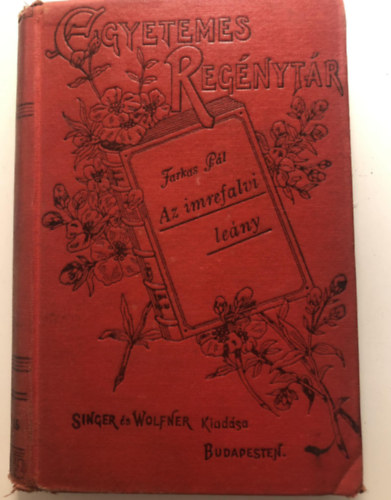 EGYETEMES
REGÉNYTÁR
Farkas Pál
Az imrefalvi
leány
SINGER és WOLFNER Kiadása
BUDAPESTEN.